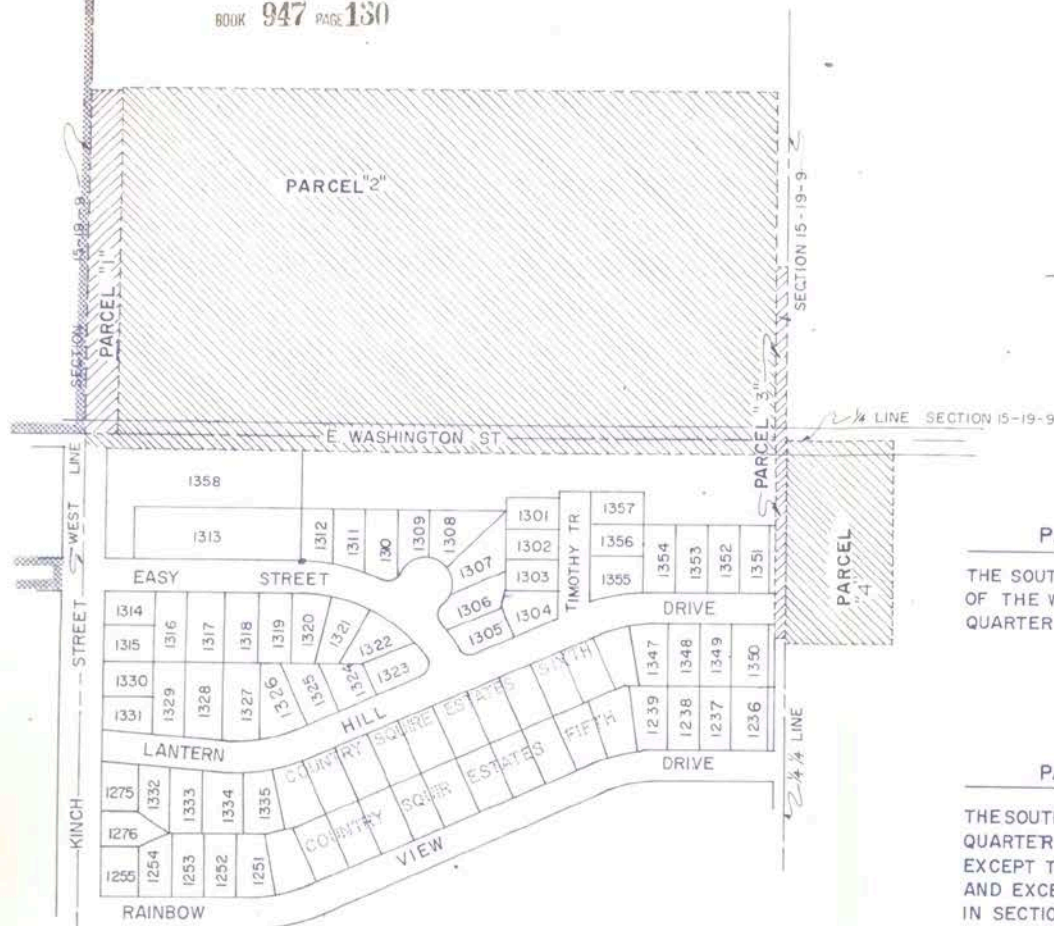 BOOK 947 PAGE 130
PARCEL "2"
SECTION 15-19-9
PARCEL "1"
SECTION 15-19-9
PARCEL "3"
¼ LINE SECTION 15-19-9
E. WASHINGTON ST.
WEST LINE SECTION
KINCH STREET
1358
1313
1312
1311
1310
1309
1308
1307
1306
1305
1301
1302
1303
1304
TIMOTHY TR.
1357
1356
1355
1354
1353
1352
1351
PARCEL "4"
EASY STREET
DRIVE
1314
1315
1316
1317
1318
1319
1320
1321
1322
1323
1324
1325
1326
1327
1328
1329
1330
1331
LANTERN HILL
COUNTRY SQUIRE ESTATES SIXTH
1347
1348
1349
1350
1239
1238
1237
1236
COUNTRY SQUIR ESTATES FIFTH
DRIVE
¼ ¼ LINE
1275
1276
1255
1332
1333
1334
1335
1254
1253
1252
1251
RAINBOW VIEW
P
THE SOUT
OF THE W
QUARTER
PA
THE SOUTH
QUARTER
EXCEPT T
AND EXCE
IN SECTIO